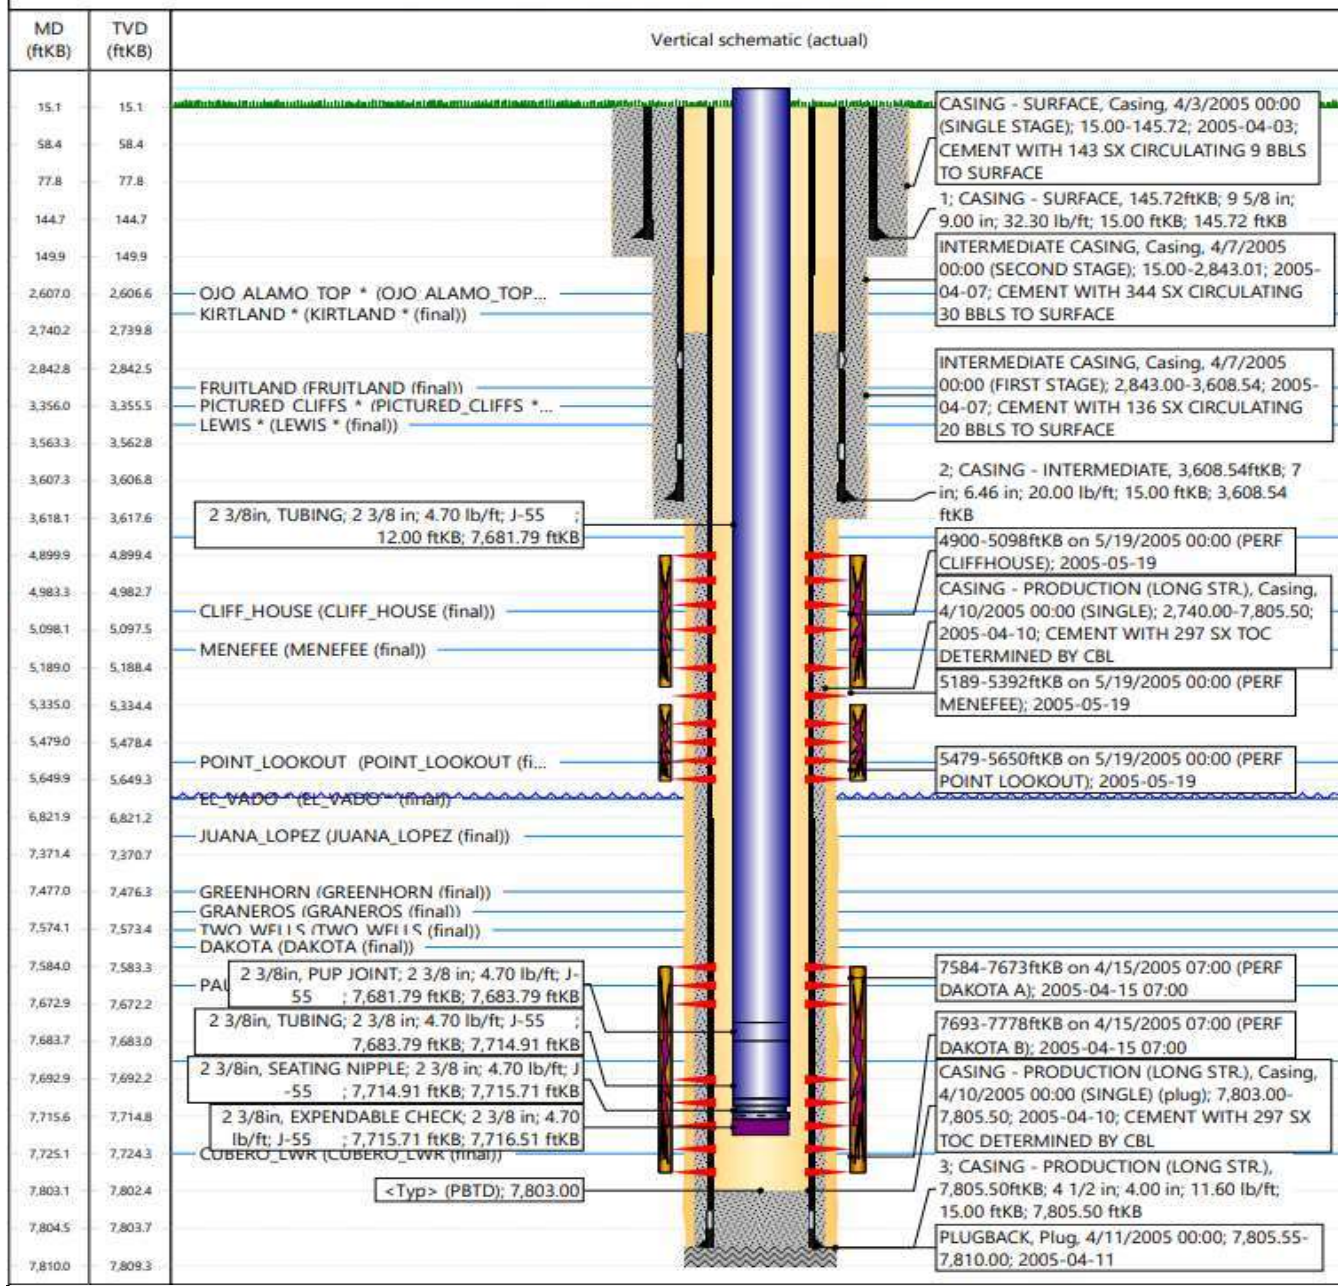 MD
(ftKB)
TVD
(ftKB)
Vertical schematic (actual)
15.1 15.1
58.4 58.4
77.8 77.8
144.7 144.7
149.9 149.9
2,607.0 2,606.6
2,740.2 2,739.8
2,842.8 2,842.5
3,356.0 3,355.5
3,563.3 3,562.8
3,607.3 3,606.8
3,618.1 3,617.6
4,899.9 4,899.4
4,983.3 4,982.7
5,098.1 5,097.5
5,189.0 5,188.4
5,335.0 5,334.4
5,479.0 5,478.4
5,649.9 5,649.3
6,821.9 6,821.2
7,371.4 7,370.7
7,477.0 7,476.3
7,574.1 7,573.4
7,584.0 7,583.3
7,672.9 7,672.2
7,683.7 7,683.0
7,692.9 7,692.2
7,715.6 7,714.8
7,725.1 7,724.3
7,803.1 7,802.4
7,804.5 7,803.7
7,810.0 7,809.3
OJO_ALAMO_TOP * (OJO_ALAMO_TOP...
KIRTLAND * (KIRTLAND * (final))
FRUITLAND (FRUITLAND (final))
PICTURED_CLIFFS * (PICTURED_CLIFFS *...
LEWIS * (LEWIS * (final))
2 3/8in, TUBING; 2 3/8 in; 4.70 lb/ft; J-55 ;
12.00 ftKB; 7,681.79 ftKB
CLIFF_HOUSE (CLIFF_HOUSE (final))
MENEFEE (MENEFEE (final))
POINT_LOOKOUT (POINT_LOOKOUT (fi...
EL_VADO * (EL_VADO * (final))
JUANA_LOPEZ (JUANA_LOPEZ (final))
GREENHORN (GREENHORN (final))
GRANEROS (GRANEROS (final))
TWO_WELLS (TWO_WELLS (final))
DAKOTA (DAKOTA (final))
2 3/8in, PUP JOINT; 2 3/8 in; 4.70 lb/ft; J-
55 ; 7,681.79 ftKB; 7,683.79 ftKB
2 3/8in, TUBING; 2 3/8 in; 4.70 lb/ft; J-55 ;
7,683.79 ftKB; 7,714.91 ftKB
2 3/8in, SEATING NIPPLE; 2 3/8 in; 4.70 lb/ft; J
-55 ; 7,714.91 ftKB; 7,715.71 ftKB
2 3/8in, EXPENDABLE CHECK; 2 3/8 in; 4.70
lb/ft; J-55 ; 7,715.71 ftKB; 7,716.51 ftKB
CUBERO_LWR (CUBERO_LWR (final))
<Typ> (PBTD); 7,803.00
CASING - SURFACE, Casing, 4/3/2005 00:00
(SINGLE STAGE); 15.00-145.72; 2005-04-03;
CEMENT WITH 143 SX CIRCULATING 9 BBLS
TO SURFACE
1; CASING - SURFACE, 145.72ftKB; 9 5/8 in;
9.00 in; 32.30 lb/ft; 15.00 ftKB; 145.72 ftKB
INTERMEDIATE CASING, Casing, 4/7/2005
00:00 (SECOND STAGE); 15.00-2,843.01; 2005-
04-07; CEMENT WITH 344 SX CIRCULATING
30 BBLS TO SURFACE
INTERMEDIATE CASING, Casing, 4/7/2005
00:00 (FIRST STAGE); 2,843.00-3,608.54; 2005-
04-07; CEMENT WITH 136 SX CIRCULATING
20 BBLS TO SURFACE
2; CASING - INTERMEDIATE, 3,608.54ftKB; 7
in; 6.46 in; 20.00 lb/ft; 15.00 ftKB; 3,608.54
ftKB
4900-5098ftKB on 5/19/2005 00:00 (PERF
CLIFFHOUSE); 2005-05-19
CASING - PRODUCTION (LONG STR.), Casing,
4/10/2005 00:00 (SINGLE); 2,740.00-7,805.50;
2005-04-10; CEMENT WITH 297 SX TOC
DETERMINED BY CBL
5189-5392ftKB on 5/19/2005 00:00 (PERF
MENEFEE); 2005-05-19
5479-5650ftKB on 5/19/2005 00:00 (PERF
POINT LOOKOUT); 2005-05-19
7584-7673ftKB on 4/15/2005 07:00 (PERF
DAKOTA A); 2005-04-15 07:00
7693-7778ftKB on 4/15/2005 07:00 (PERF
DAKOTA B); 2005-04-15 07:00
CASING - PRODUCTION (LONG STR.), Casing,
4/10/2005 00:00 (SINGLE) (plug); 7,803.00-
7,805.50; 2005-04-10; CEMENT WITH 297 SX
TOC DETERMINED BY CBL
3; CASING - PRODUCTION (LONG STR.),
7,805.50ftKB; 4 1/2 in; 4.00 in; 11.60 lb/ft;
15.00 ftKB; 7,805.50 ftKB
PLUGBACK, Plug, 4/11/2005 00:00; 7,805.55-
7,810.00; 2005-04-11